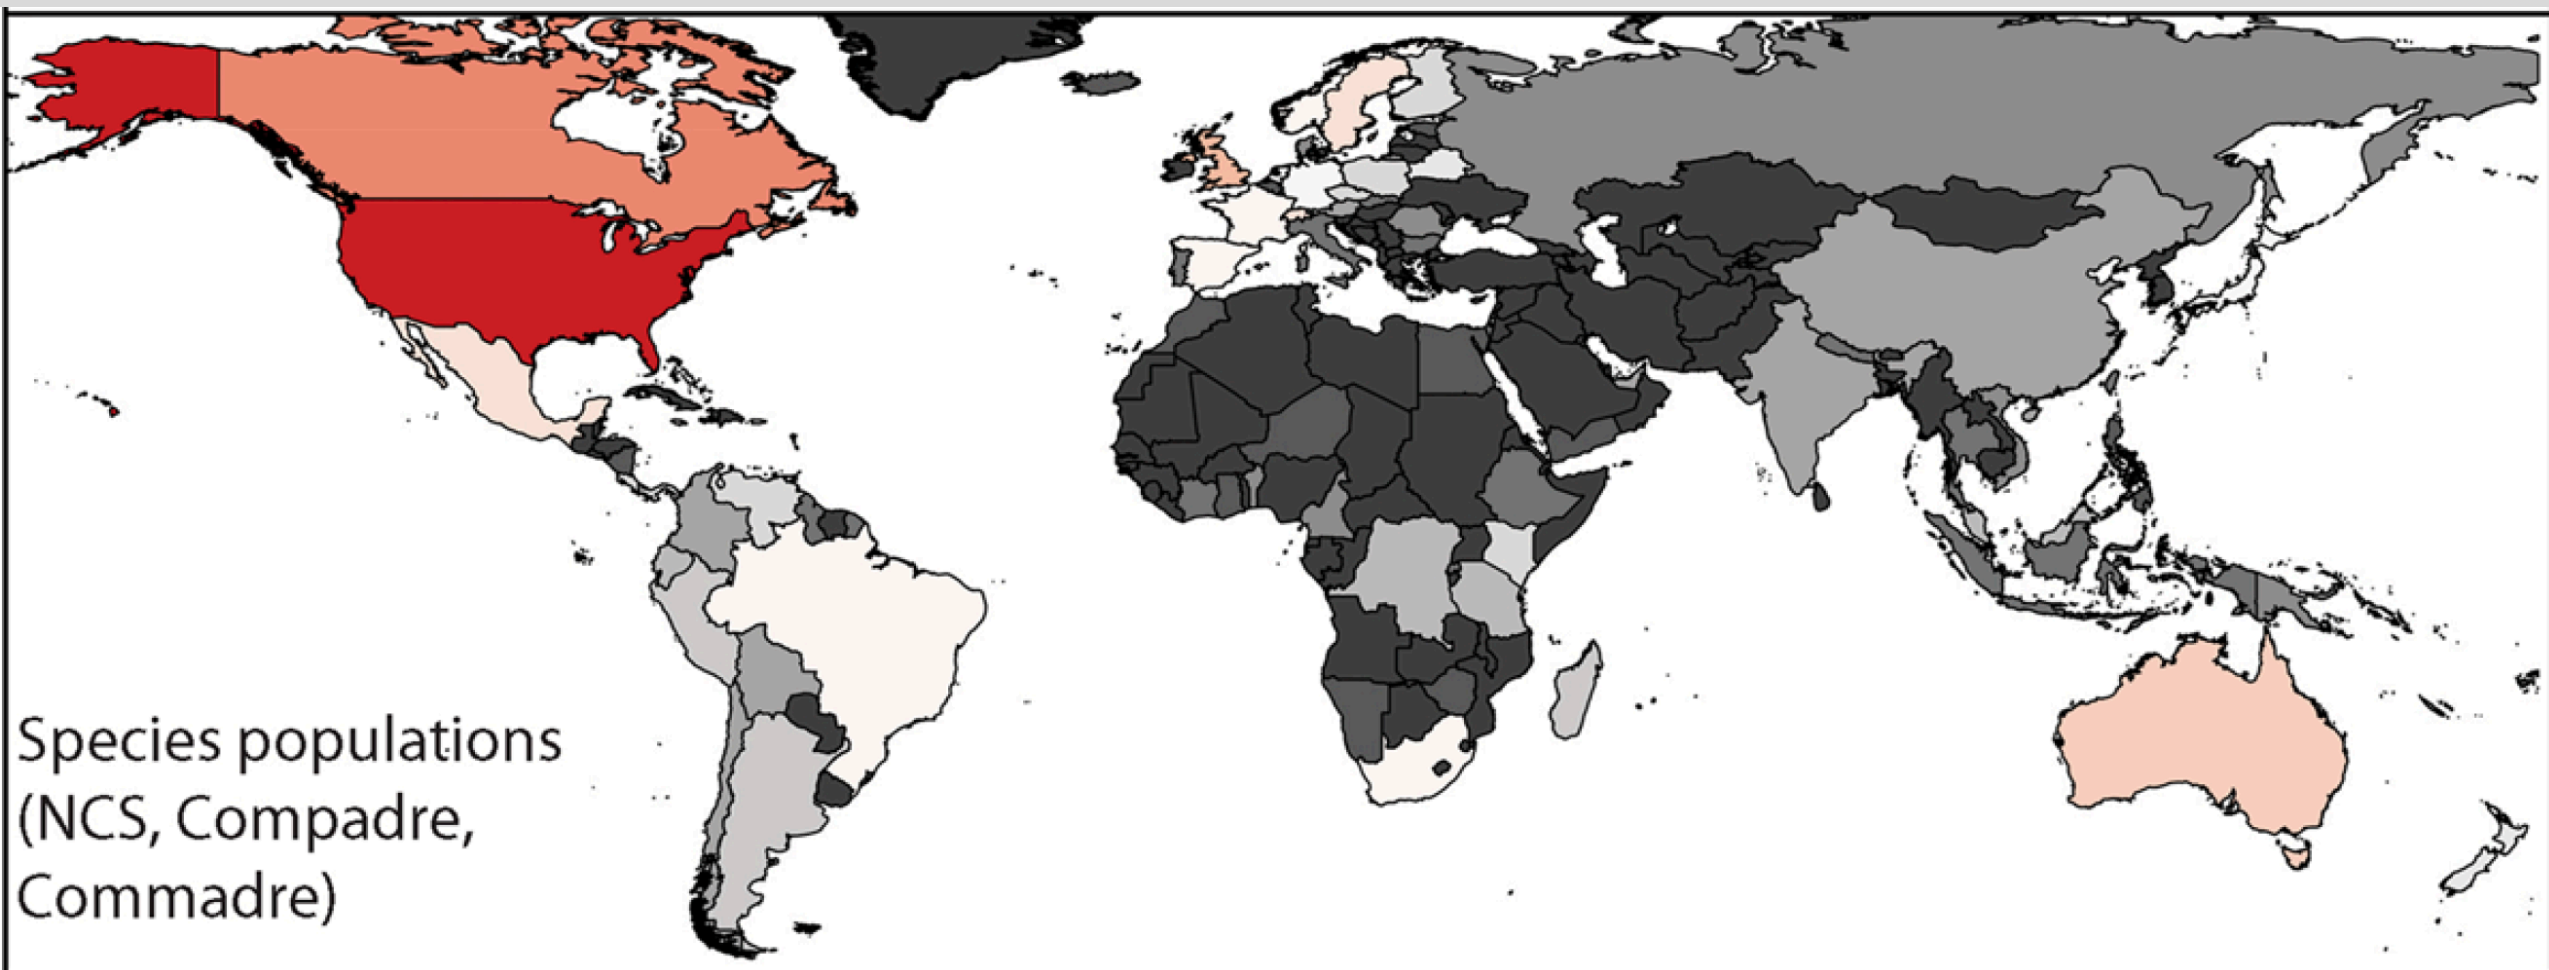 Species populations
(NCS, Compadre,
Commadre)